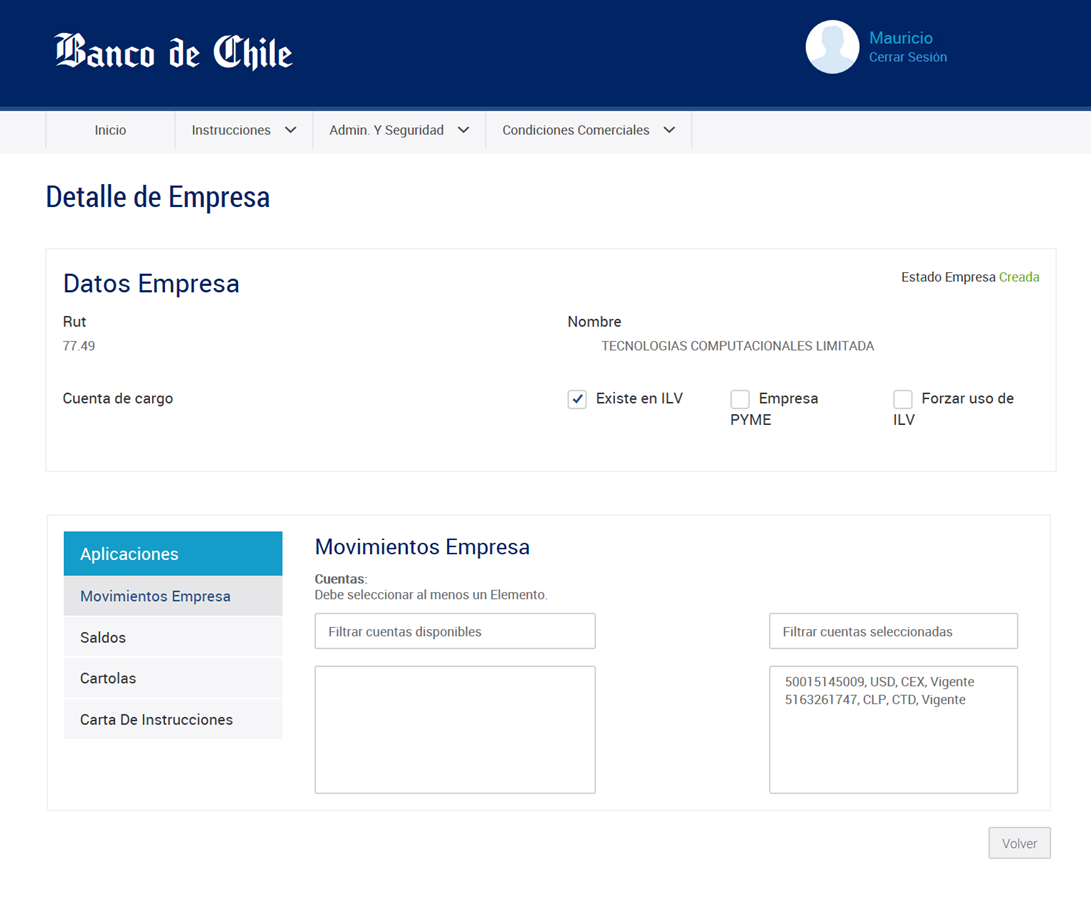 Banco de Chile
Mauricio
Cerrar Sesión
Inicio
Instrucciones
Admin. Y Seguridad
Condiciones Comerciales
Detalle de Empresa
Datos Empresa
Estado Empresa Creada
Rut
77.49
Nombre
TECNOLOGIAS COMPUTACIONALES LIMITADA
Cuenta de cargo
Existe en ILV
Empresa
PYME
Forzar uso de
ILV
Aplicaciones
Movimientos Empresa
Saldos
Cartolas
Carta De Instrucciones
Movimientos Empresa
Cuentas:
Debe seleccionar al menos un Elemento.
Filtrar cuentas disponibles
Filtrar cuentas seleccionadas
50015145009, USD, CEX, Vigente
5163261747, CLP, CTD, Vigente
Volver